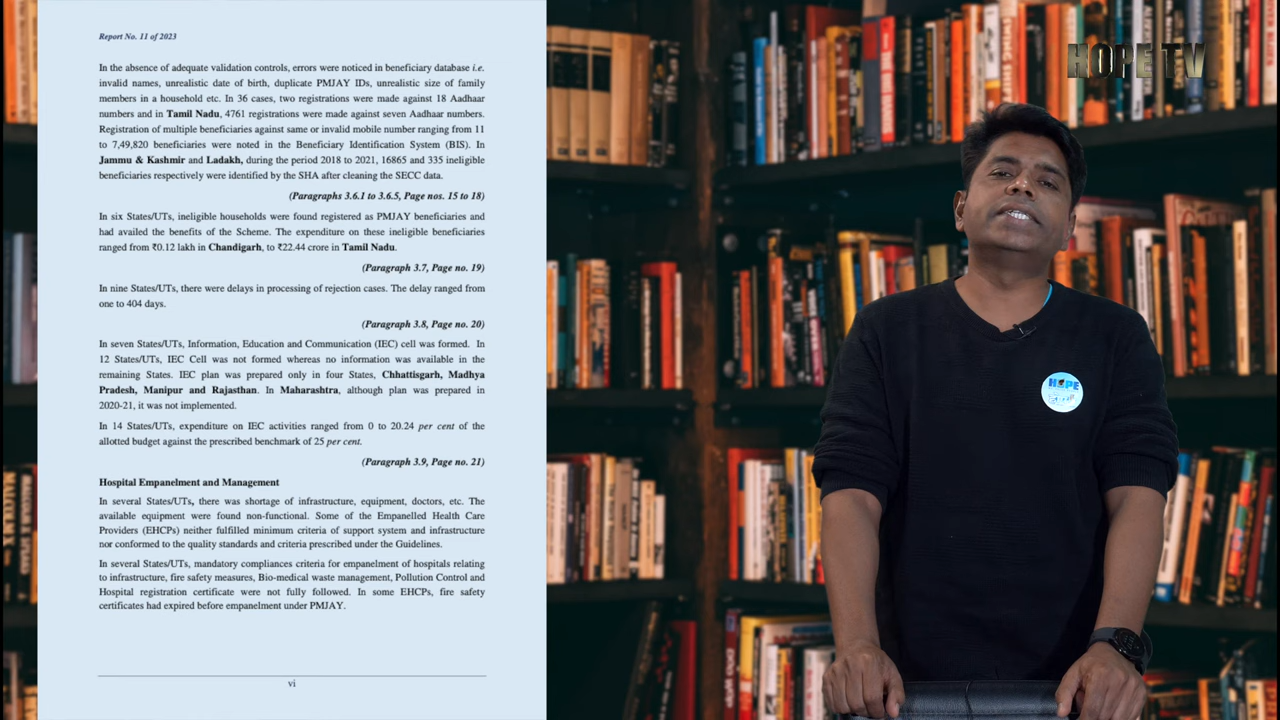 Report No. 11 of 2023
In the absence of adequate validation controls, errors were noticed in beneficiary database i.e.
invalid names, unrealistic date of birth, duplicate PMJAY IDs, unrealistic size of family
members in a household etc. In 36 cases, two registrations were made against 18 Aadhaar
numbers and in Tamil Nadu, 4761 registrations were made against seven Aadhaar numbers.
Registration of multiple beneficiaries against same or invalid mobile number ranging from 11
to 7,49,820 beneficiaries were noted in the Beneficiary Identification System (BIS). In
Jammu & Kashmir and Ladakh, during the period 2018 to 2021, 16865 and 335 ineligible
beneficiaries respectively were identified by the SHA after cleaning the SECC data.
(Paragraphs 3.6.1 to 3.6.5, Page nos. 15 to 18)
In six States/UTs, ineligible households were found registered as PMJAY beneficiaries and
had availed the benefits of the Scheme. The expenditure on these ineligible beneficiaries
ranged from ₹0.12 lakh in Chandigarh, to ₹22.44 crore in Tamil Nadu.
(Paragraph 3.7, Page no. 19)
In nine States/UTs, there were delays in processing of rejection cases. The delay ranged from
one to 404 days.
(Paragraph 3.8, Page no. 20)
In seven States/UTs, Information, Education and Communication (IEC) cell was formed. In
12 States/UTs, IEC Cell was not formed whereas no information was available in the
remaining States. IEC plan was prepared only in four States, Chhattisgarh, Madhya
Pradesh, Manipur and Rajasthan. In Maharashtra, although plan was prepared in
2020-21, it was not implemented.
In 14 States/UTs, expenditure on IEC activities ranged from 0 to 20.24 per cent of the
allotted budget against the prescribed benchmark of 25 per cent.
(Paragraph 3.9, Page no. 21)
Hospital Empanelment and Management
In several States/UTs, there was shortage of infrastructure, equipment, doctors, etc. The
available equipment were found non-functional. Some of the Empanelled Health Care
Providers (EHCPs) neither fulfilled minimum criteria of support system and infrastructure
nor conformed to the quality standards and criteria prescribed under the Guidelines.
In several States/UTs, mandatory compliances criteria for empanelment of hospitals relating
to infrastructure, fire safety measures, Bio-medical waste management, Pollution Control and
Hospital registration certificate were not fully followed. In some EHCPs, fire safety
certificates had expired before empanelment under PMJAY.
vi
HOPE TV
HOPE